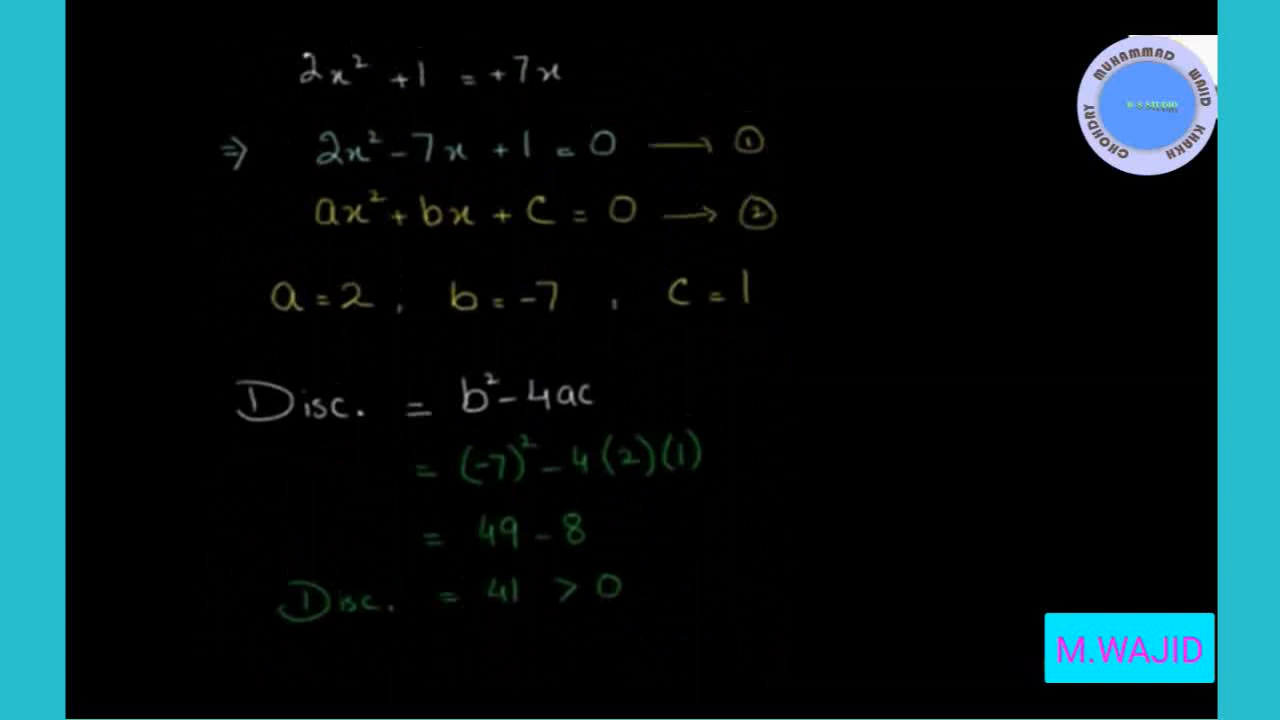 2x² + 1 = +7x
⇒ 2x² - 7x + 1 = 0 → ①
ax² + bx + c = 0 → ②
a = 2 , b = -7 , c = 1
Disc. = b² - 4ac
= (-7)² - 4(2)(1)
= 49 - 8
Disc. = 41 > 0
MUHAMMAD WAJID KHAKH CHOHDRY
M.WAJID